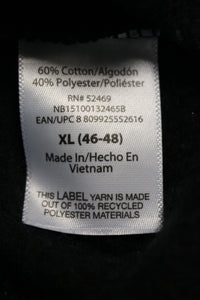 60% Cotton/Algodón
40% Polyester/Poliéster
RN# 52469
NB15100132465B
EAN/UPC 8 809925552616
XL (46-48)
Made In/Hecho En
Vietnam
This LABEL YARN IS MADE
OUT OF 100% RECYCLED
POLYESTER MATERIALS